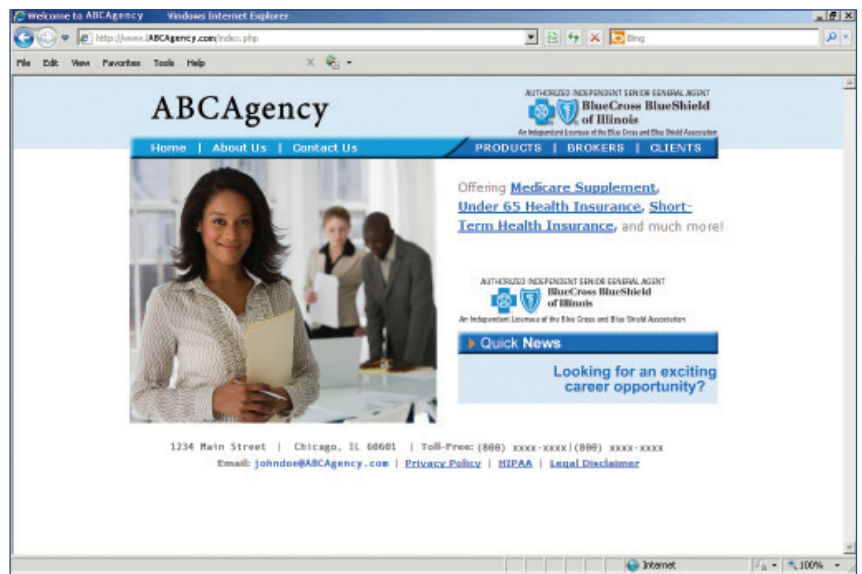 Welcome to ABCAgency Windows Internet Explorer
http://www.ABCAgency.com/index.php
Bing
File Edit View Favorites Tools Help
ABCAgency
AUTHORIZED INDEPENDENT SENIOR GENERAL AGENT
BlueCross BlueShield
of Illinois
An Independent Licensee of the Blue Cross and Blue Shield Association
Home | About Us | Contact Us
PRODUCTS | BROKERS | CLIENTS
Offering Medicare Supplement,
Under 65 Health Insurance, Short-
Term Health Insurance, and much more!
AUTHORIZED INDEPENDENT SENIOR GENERAL AGENT
BlueCross BlueShield
of Illinois
An Independent Licensee of the Blue Cross and Blue Shield Association
Quick News
Looking for an exciting
career opportunity?
1234 Main Street | Chicago, IL 60601 | Toll-Free: (800) xxxx-xxxx|(800) xxxx-xxxx
Email: johndoe@ABCAgency.com | Privacy Policy | HIPAA | Legal Disclaimer
Internet
100%